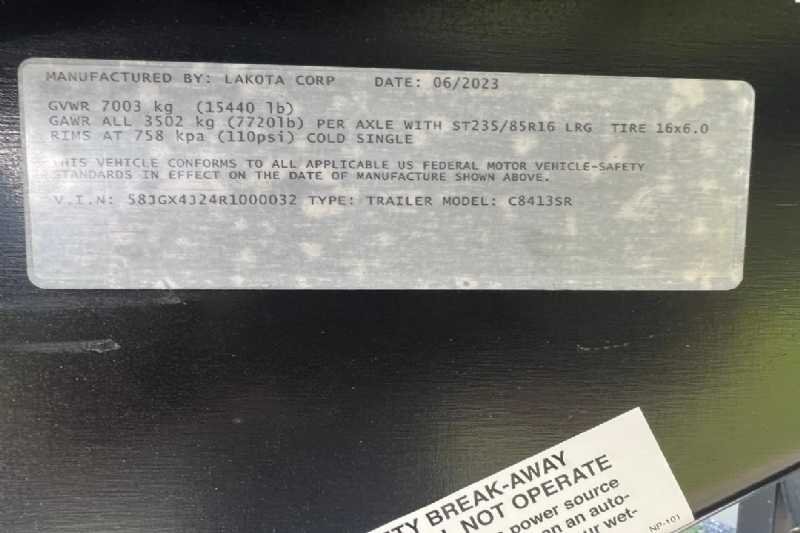 MANUFACTURED BY: LAKOTA CORP DATE: 06/2023
GVWR 7003 kg (15440 lb)
GAWR ALL 3502 kg (7720lb) PER AXLE WITH ST235/85R16 LRG TIRE 16x6.0
RIMS AT 758 kpa (110psi) COLD SINGLE
THIS VEHICLE CONFORMS TO ALL APPLICABLE US FEDERAL MOTOR VEHICLE-SAFETY
STANDARDS IN EFFECT ON THE DATE OF MANUFACTURE SHOWN ABOVE.
V.I.N: 58JGX4J24R1000032 TYPE: TRAILER MODEL: C8413SR
BREAK-AWAY
NOT OPERATE
power source
an auto-
wet-
NP-101